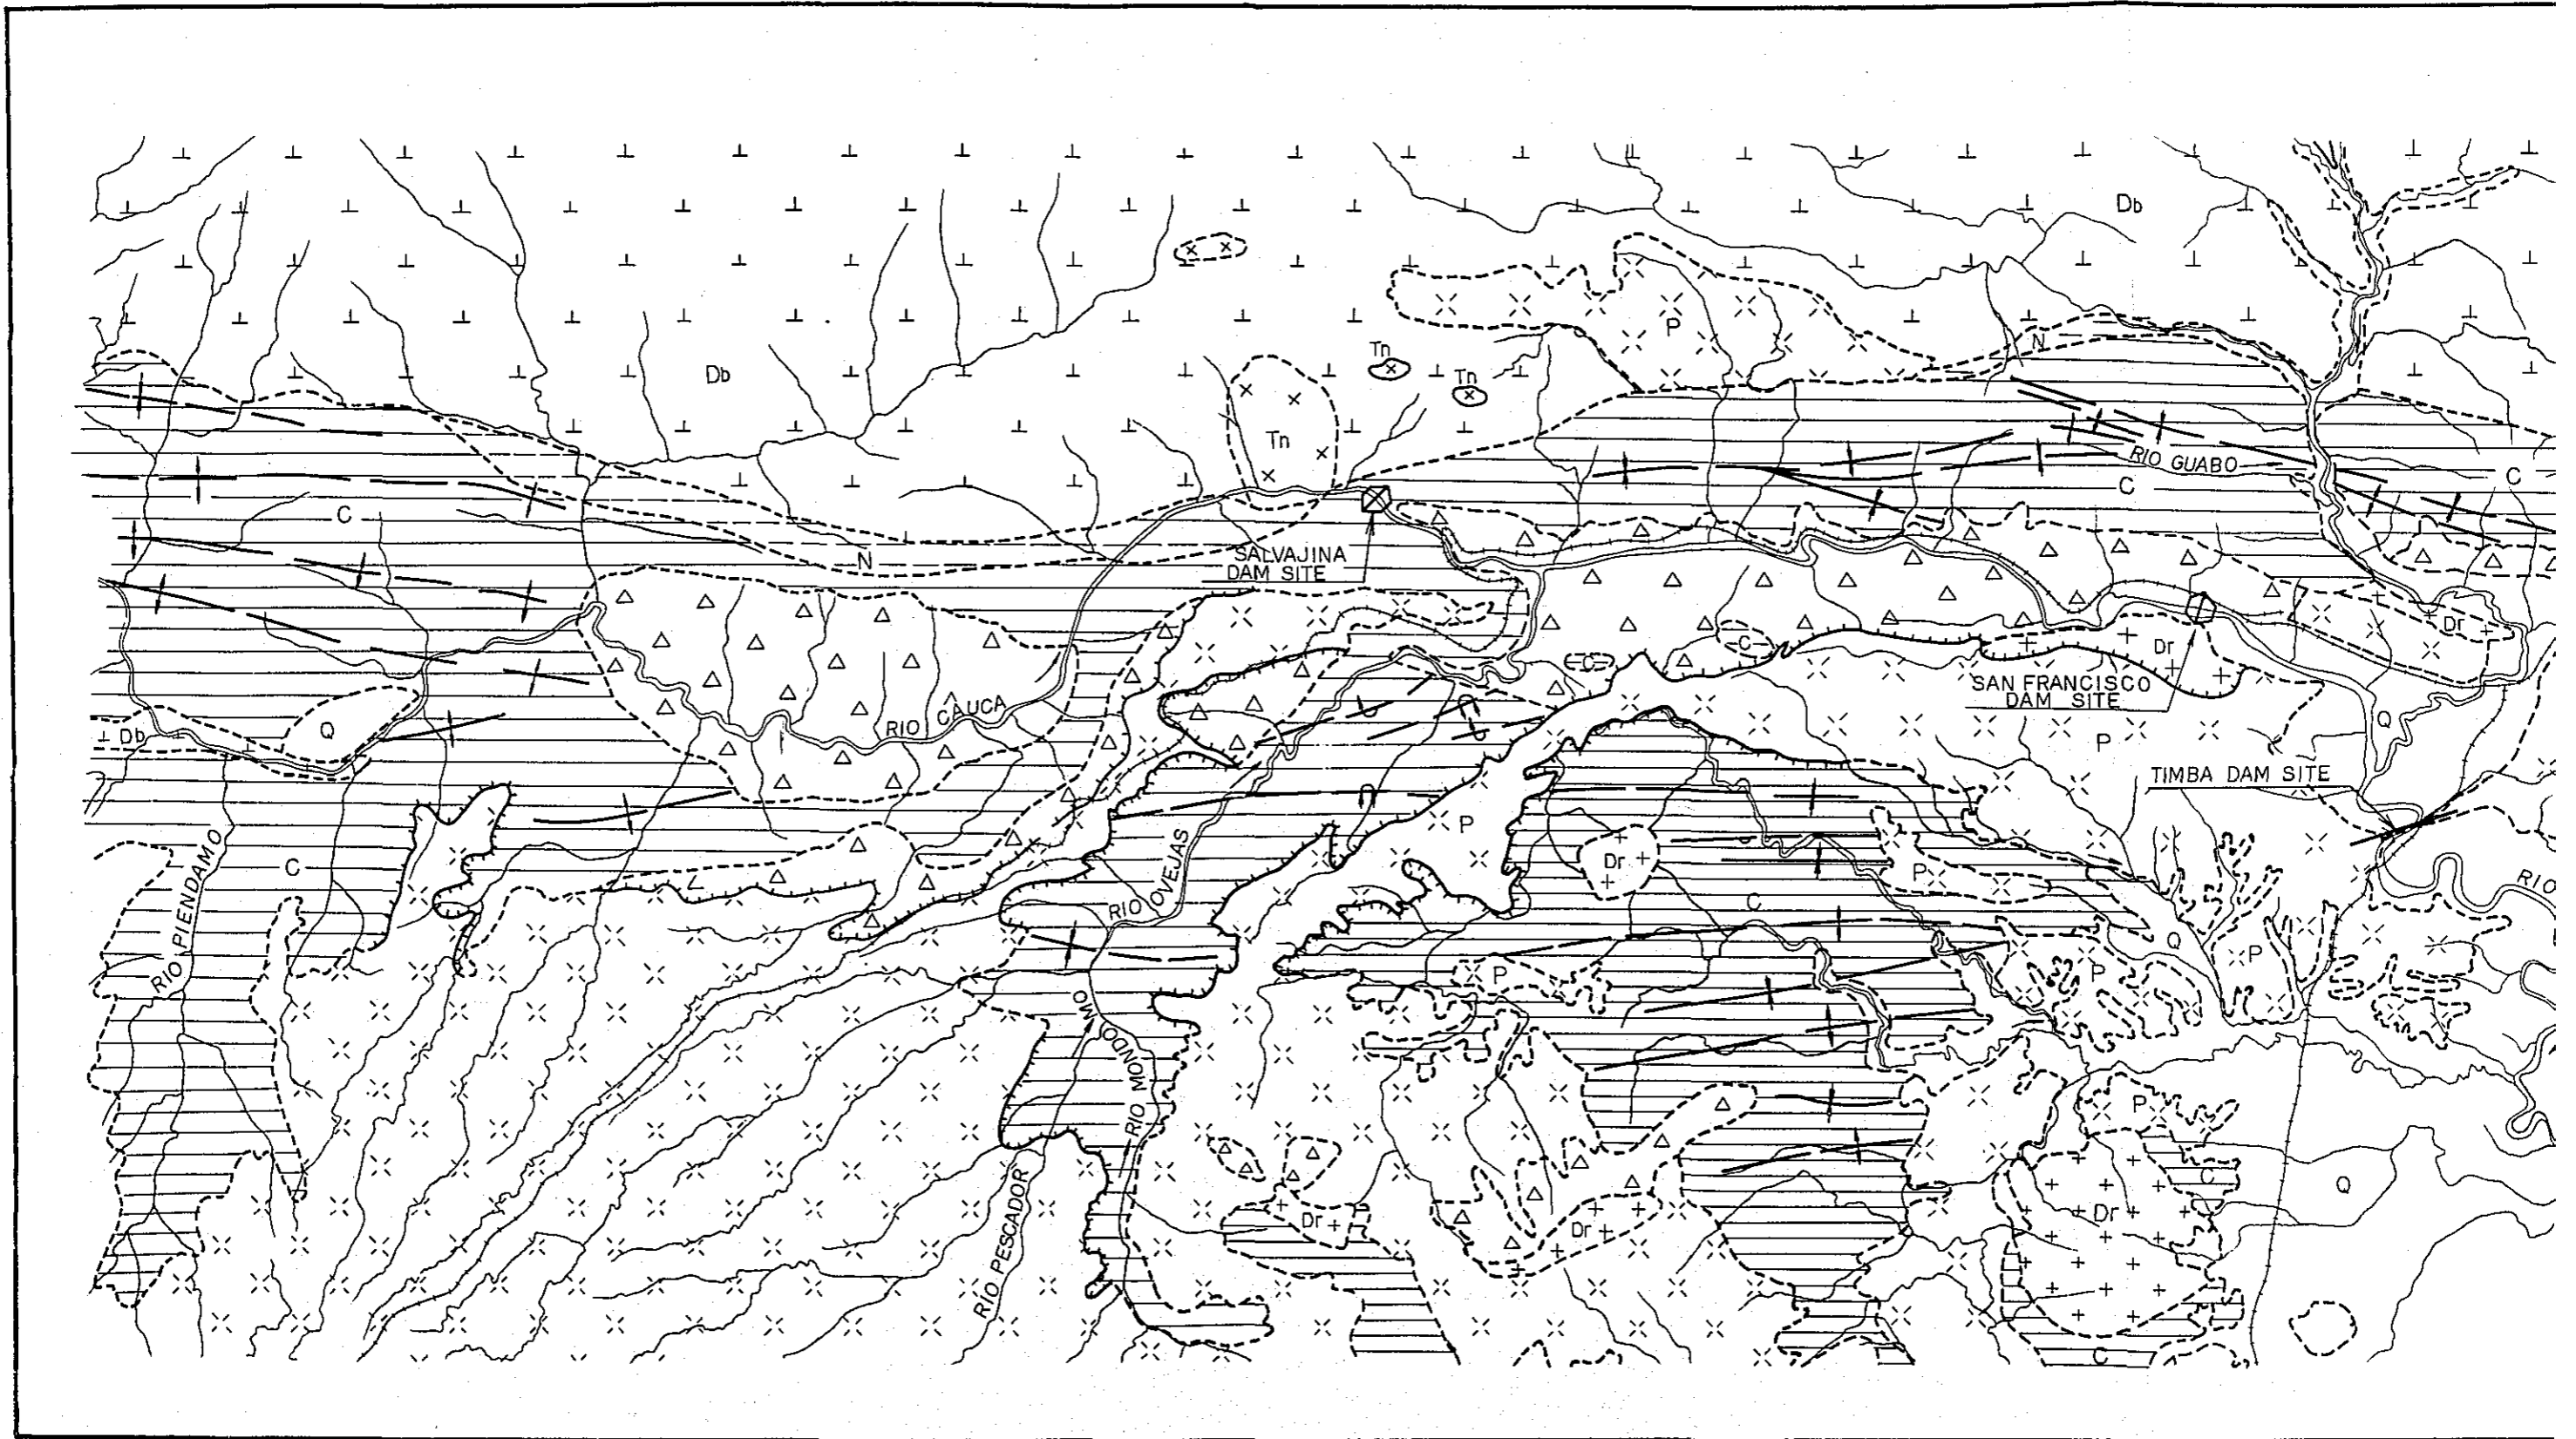 Db
P
N
Tn
Tn
Db
Tn
RIO GUABO
C
C
C
N
SALVAJINA
DAM SITE
C
C
Dr
Dr
SAN FRANCISCO
DAM SITE
Q
RIO CAUCA
Q
Db
P
TIMBA DAM SITE
P
RIO PIENDAMO
C
RIO OVEJAS
Dr
P
C
RIO
Q
P
P
P
RIO MONDOMO
P
RIO PESCADOR
C
Q
Dr
Dr
Dr
C